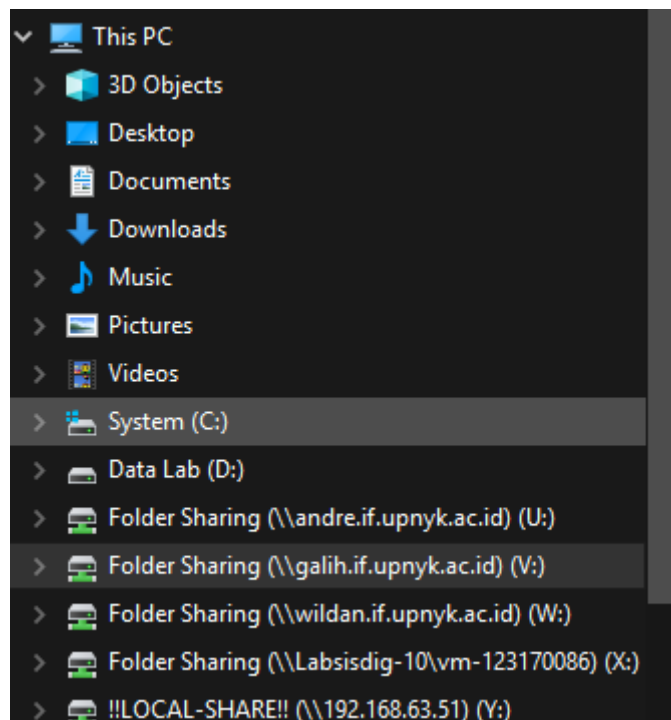 This PC
3D Objects
Desktop
Documents
Downloads
Music
Pictures
Videos
System (C:)
Data Lab (D:)
Folder Sharing (\\andre.if.upnyk.ac.id) (U:)
Folder Sharing (\\galih.if.upnyk.ac.id) (V:)
Folder Sharing (\\wildan.if.upnyk.ac.id) (W:)
Folder Sharing (\\Labsisdig-10\vm-123170086) (X:)
!!LOCAL-SHARE!! (\\192.168.63.51) (Y:)